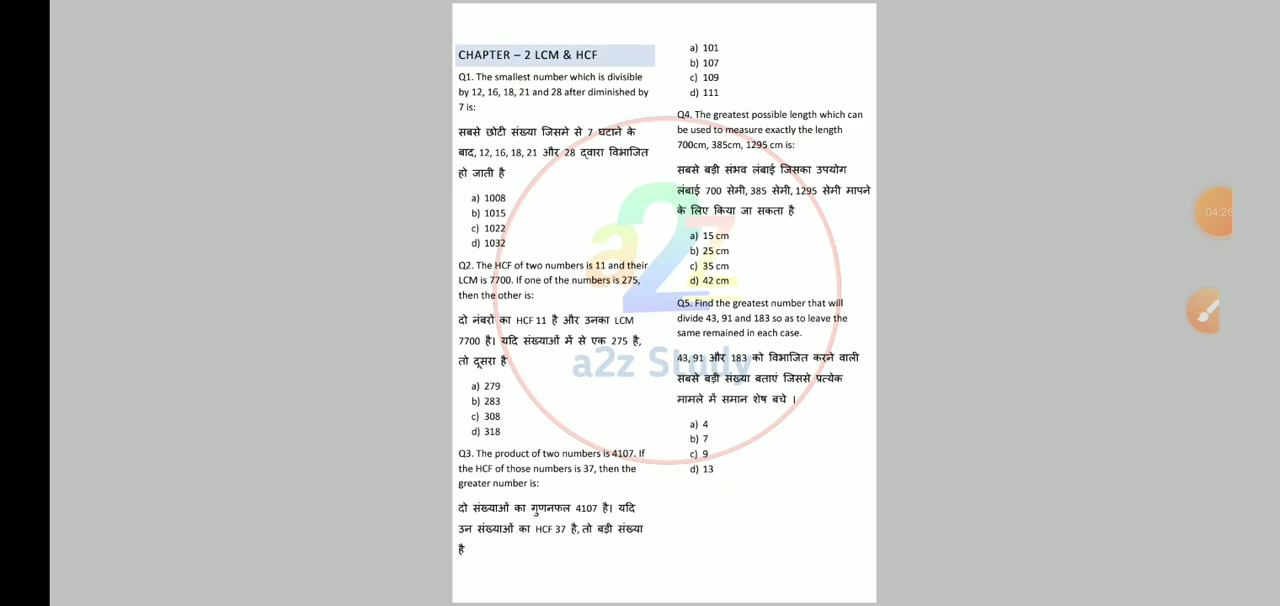 CHAPTER – 2 LCM & HCF
Q1. The smallest number which is divisible
by 12, 16, 18, 21 and 28 after diminished by
7 is:
सबसे छोटी संख्या जिसमे से 7 घटाने के
बाद, 12, 16, 18, 21 और 28 द्वारा विभाजित
हो जाती है
a) 1008
b) 1015
c) 1022
d) 1032
Q2. The HCF of two numbers is 11 and their
LCM is 7700. If one of the numbers is 275,
then the other is:
दो नंबरों का HCF 11 है और उनका LCM
7700 है। यदि संख्याओं में से एक 275 है,
तो दूसरा है
a) 279
b) 283
c) 308
d) 318
Q3. The product of two numbers is 4107. If
the HCF of those numbers is 37, then the
greater number is:
दो संख्याओं का गुणनफल 4107 है। यदि
उन संख्याओं का HCF 37 है, तो बड़ी संख्या
है
a) 101
b) 107
c) 109
d) 111
Q4. The greatest possible length which can
be used to measure exactly the length
700cm, 385cm, 1295 cm is:
सबसे बड़ी संभव लंबाई जिसका उपयोग
लंबाई 700 सेमी, 385 सेमी, 1295 सेमी मापने
के लिए किया जा सकता है
a) 15 cm
b) 25 cm
c) 35 cm
d) 42 cm
Q5. Find the greatest number that will
divide 43, 91 and 183 so as to leave the
same remained in each case.
43, 91 और 183 को विभाजित करने वाली
सबसे बड़ी संख्या बताएं जिससे प्रत्येक
मामले में समान शेष बचे ।
a) 4
b) 7
c) 9
d) 13
a2z
a2z Study
04:26